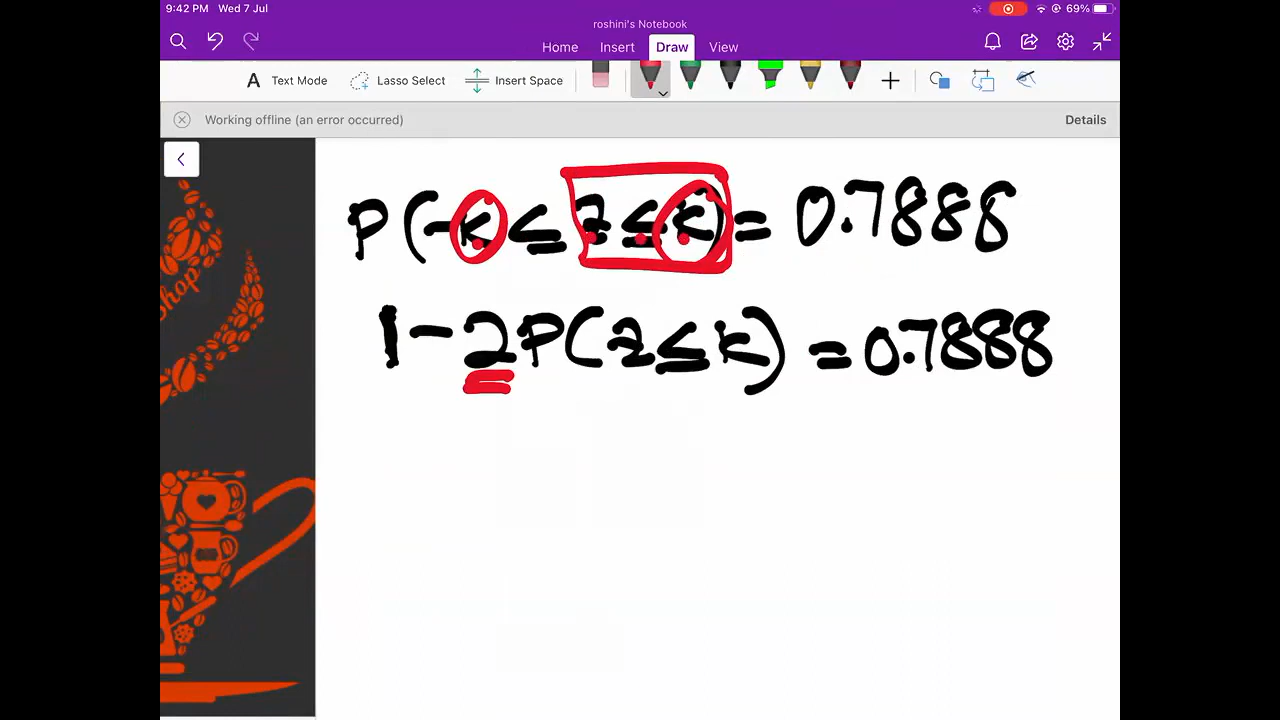 9:42 PM Wed 7 Jul
69%
roshini's Notebook
Home Insert Draw View
A Text Mode Lasso Select Insert Space
Working offline (an error occurred) Details
P(-k ≤ z ≤ k) = 0.7888
1 - 2P(z ≤ k) = 0.7888
shop